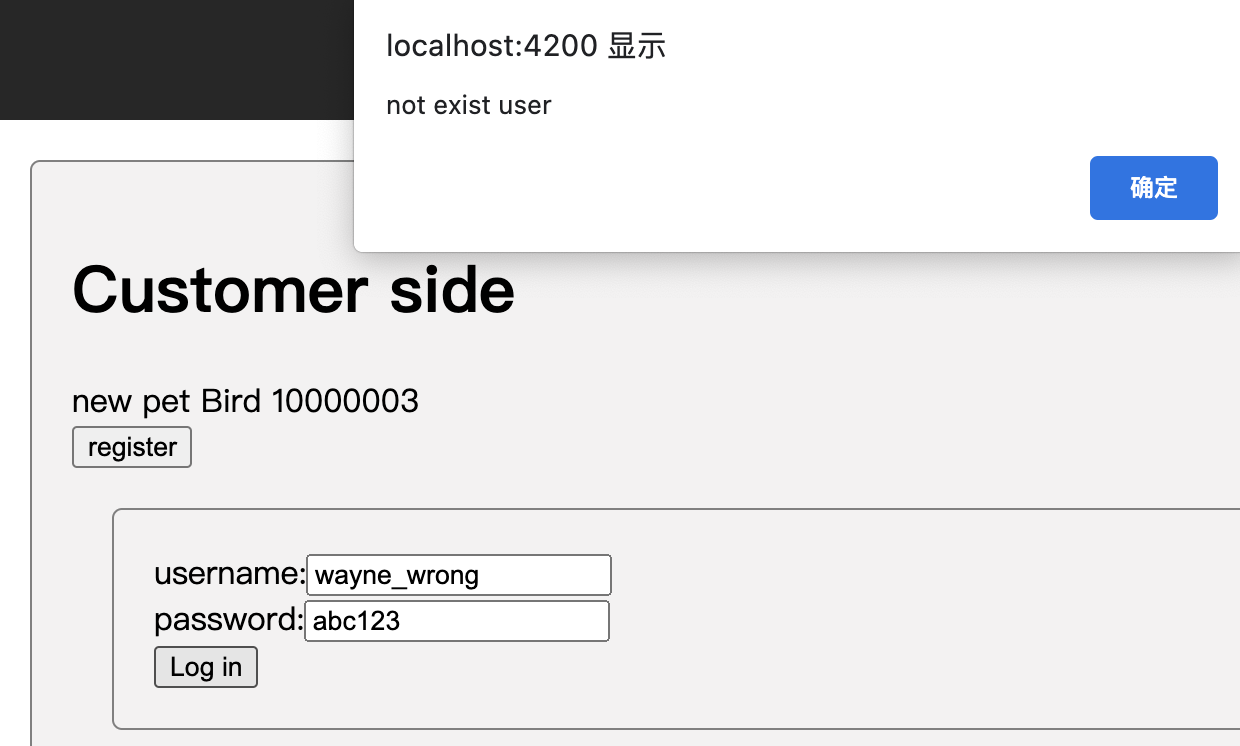 localhost:4200 显示
not exist user
确定
Customer side
new pet Bird 10000003
register
username: wayne_wrong
password: abc123
Log in